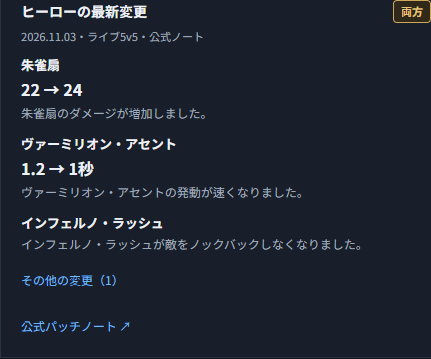 ヒーローの最新変更
両方
2026.11.03・ライブ5v5・公式ノート
朱雀扇
22 → 24
朱雀扇のダメージが増加しました。
ヴァーミリオン・アセント
1.2 → 1秒
ヴァーミリオン・アセントの発動が速くなりました。
インフェルノ・ラッシュ
インフェルノ・ラッシュが敵をノックバックしなくなりました。
その他の変更（1）
公式パッチノート ↗